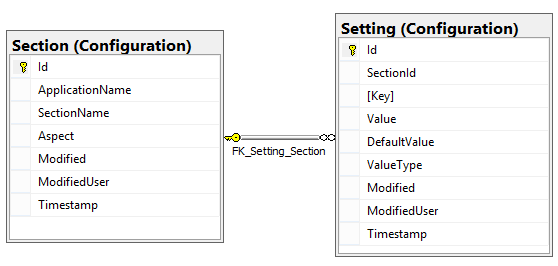 Section (Configuration)
Id
ApplicationName
SectionName
Aspect
Modified
ModifiedUser
Timestamp
FK_Setting_Section
Setting (Configuration)
Id
SectionId
[Key]
Value
DefaultValue
ValueType
Modified
ModifiedUser
Timestamp